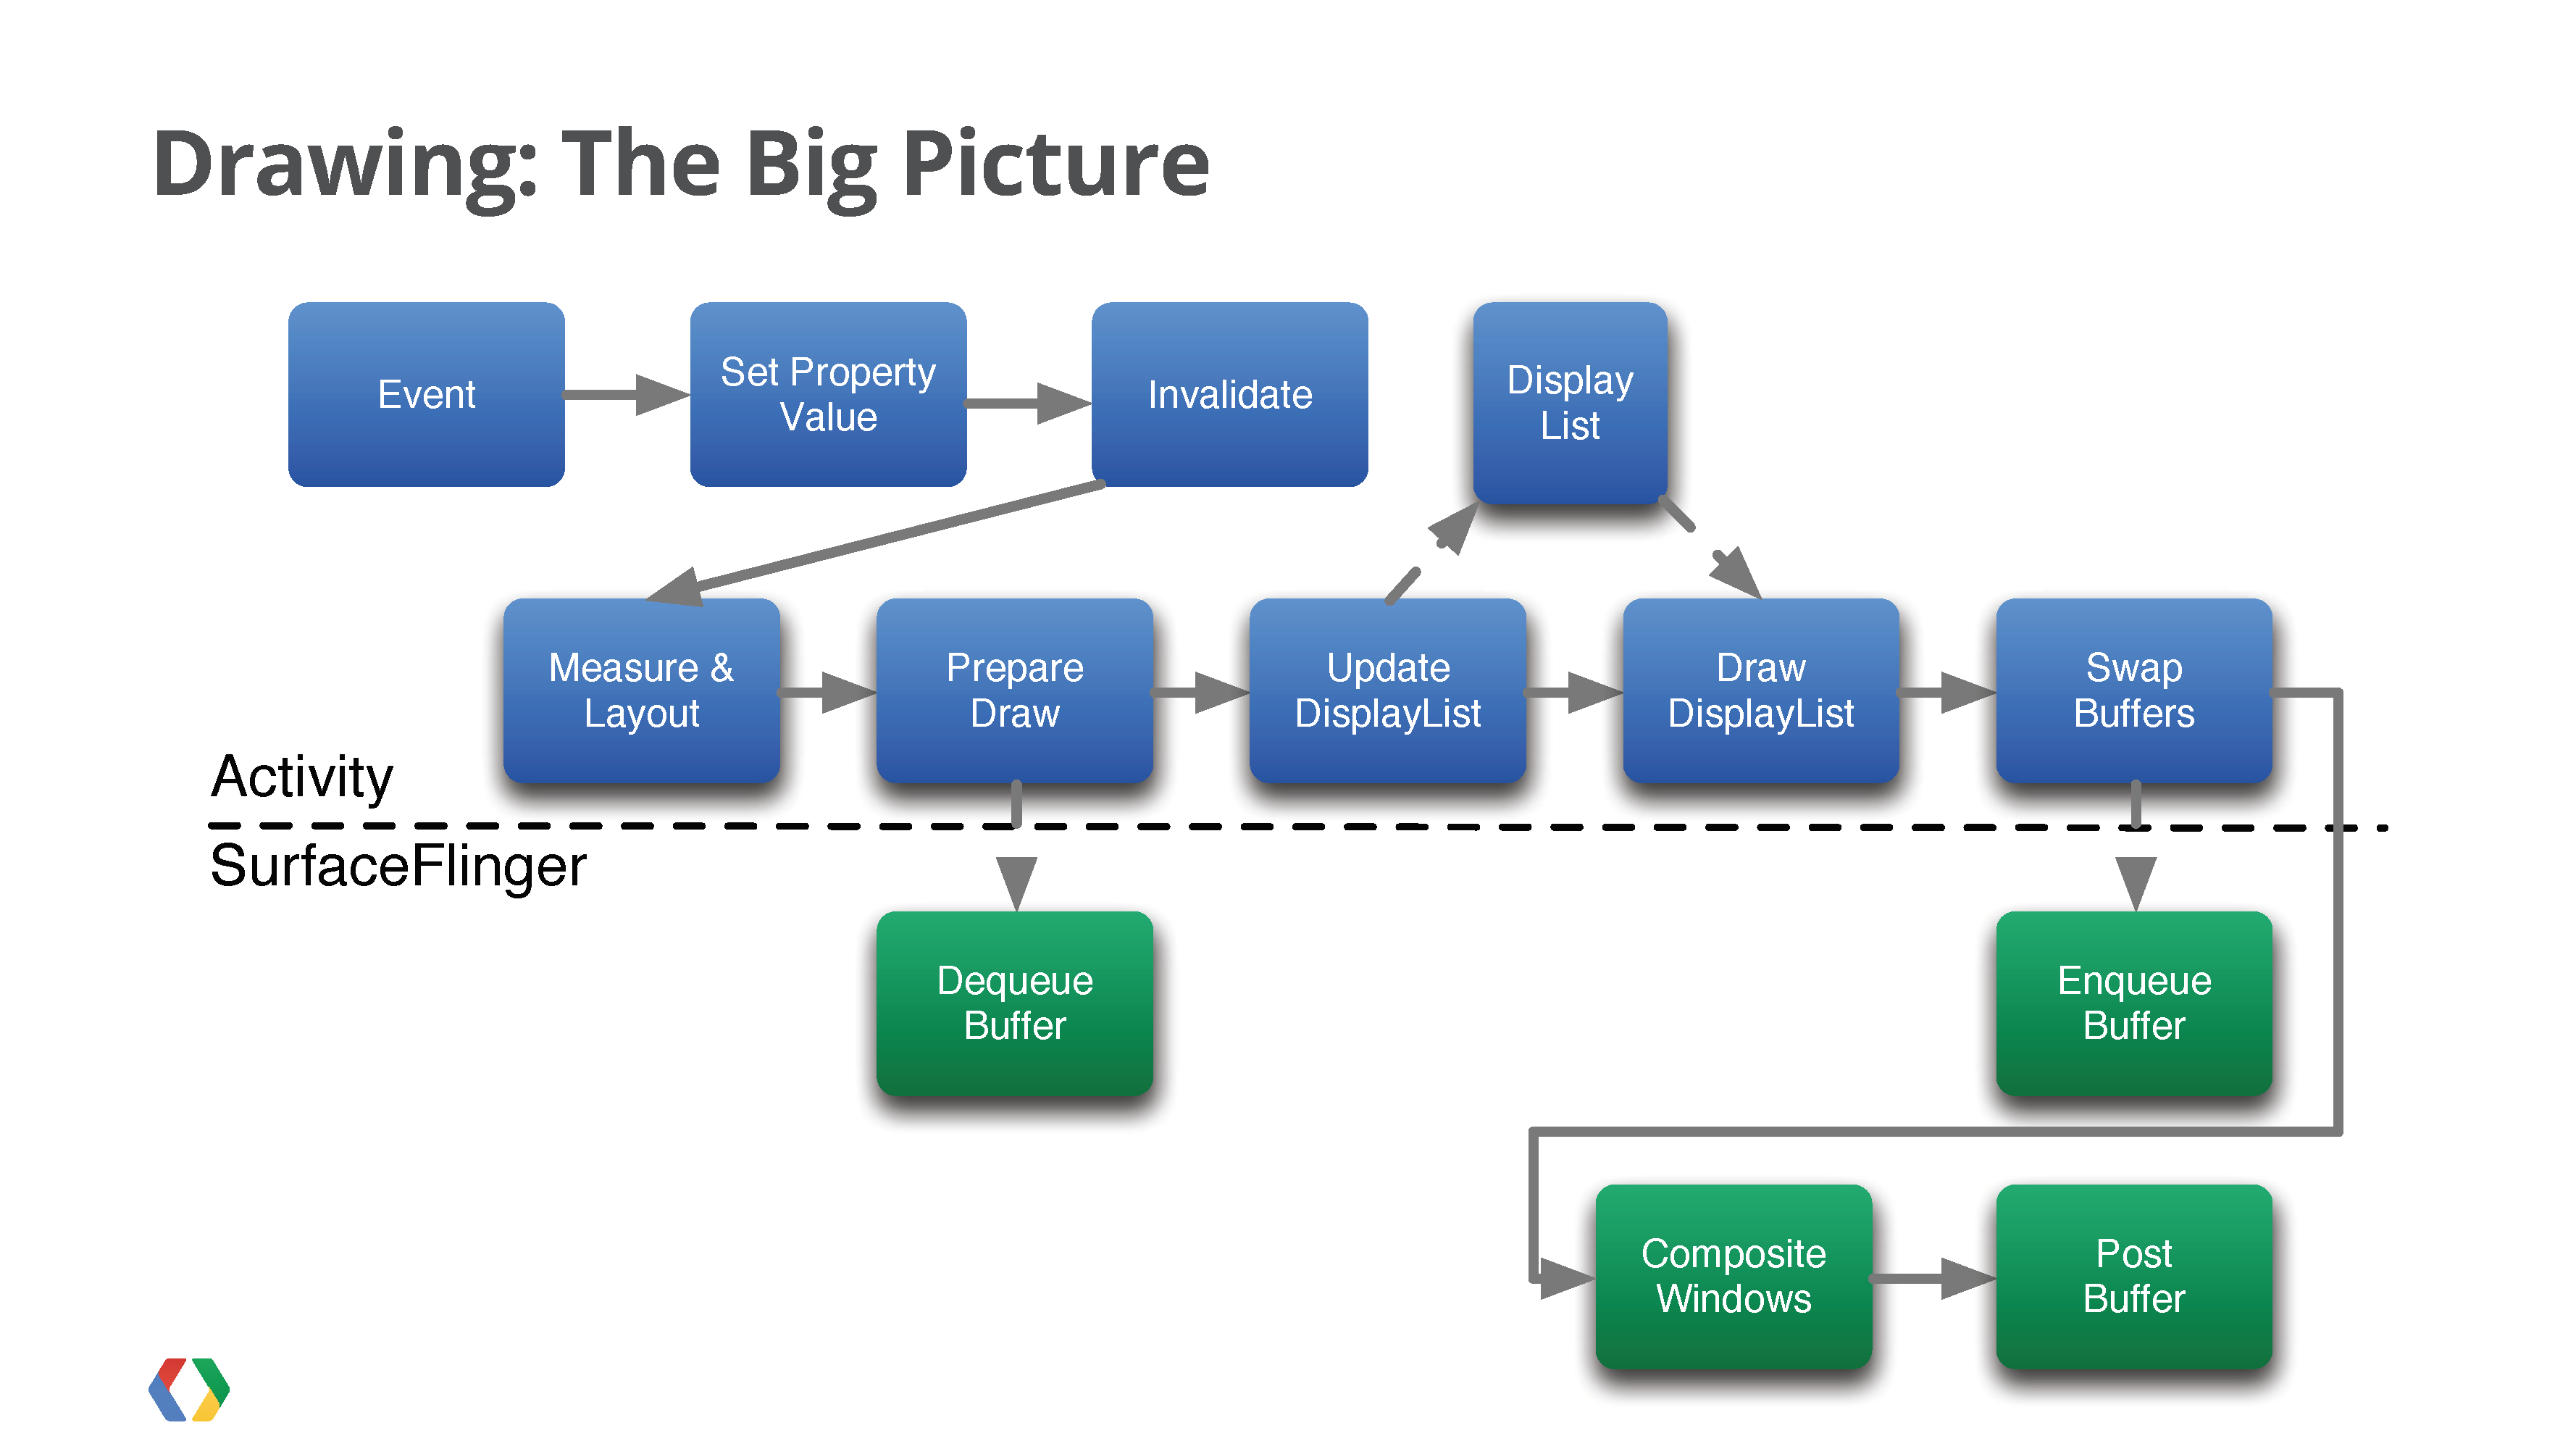 Drawing: The Big Picture
Event
Set Property
Value
Invalidate
Display
List
Measure &
Layout
Prepare
Draw
Update
DisplayList
Draw
DisplayList
Swap
Buffers
Activity
SurfaceFlinger
Dequeue
Buffer
Enqueue
Buffer
Composite
Windows
Post
Buffer